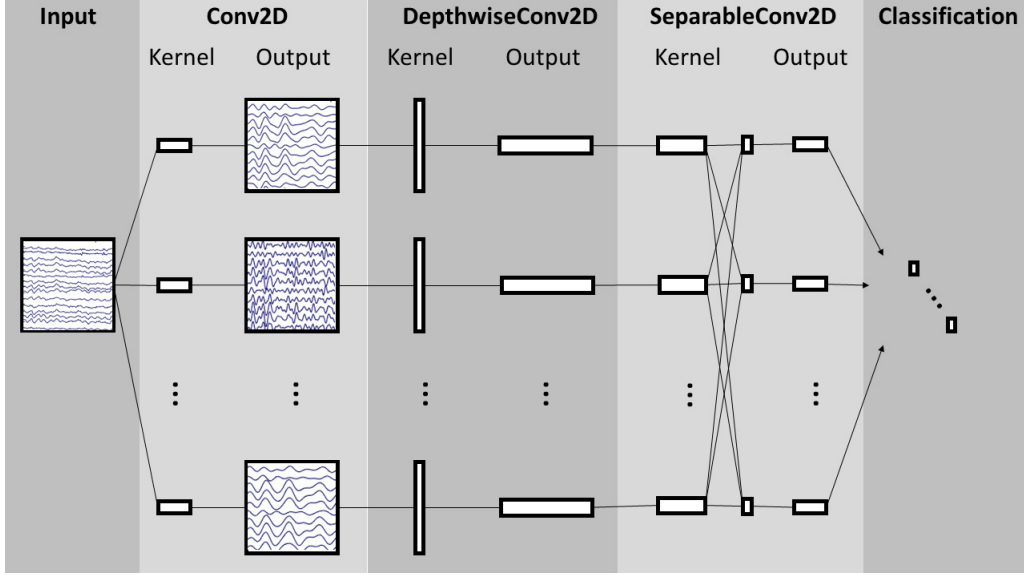 Input Conv2D DepthwiseConv2D SeparableConv2D Classification
Kernel Output Kernel Output Kernel Output